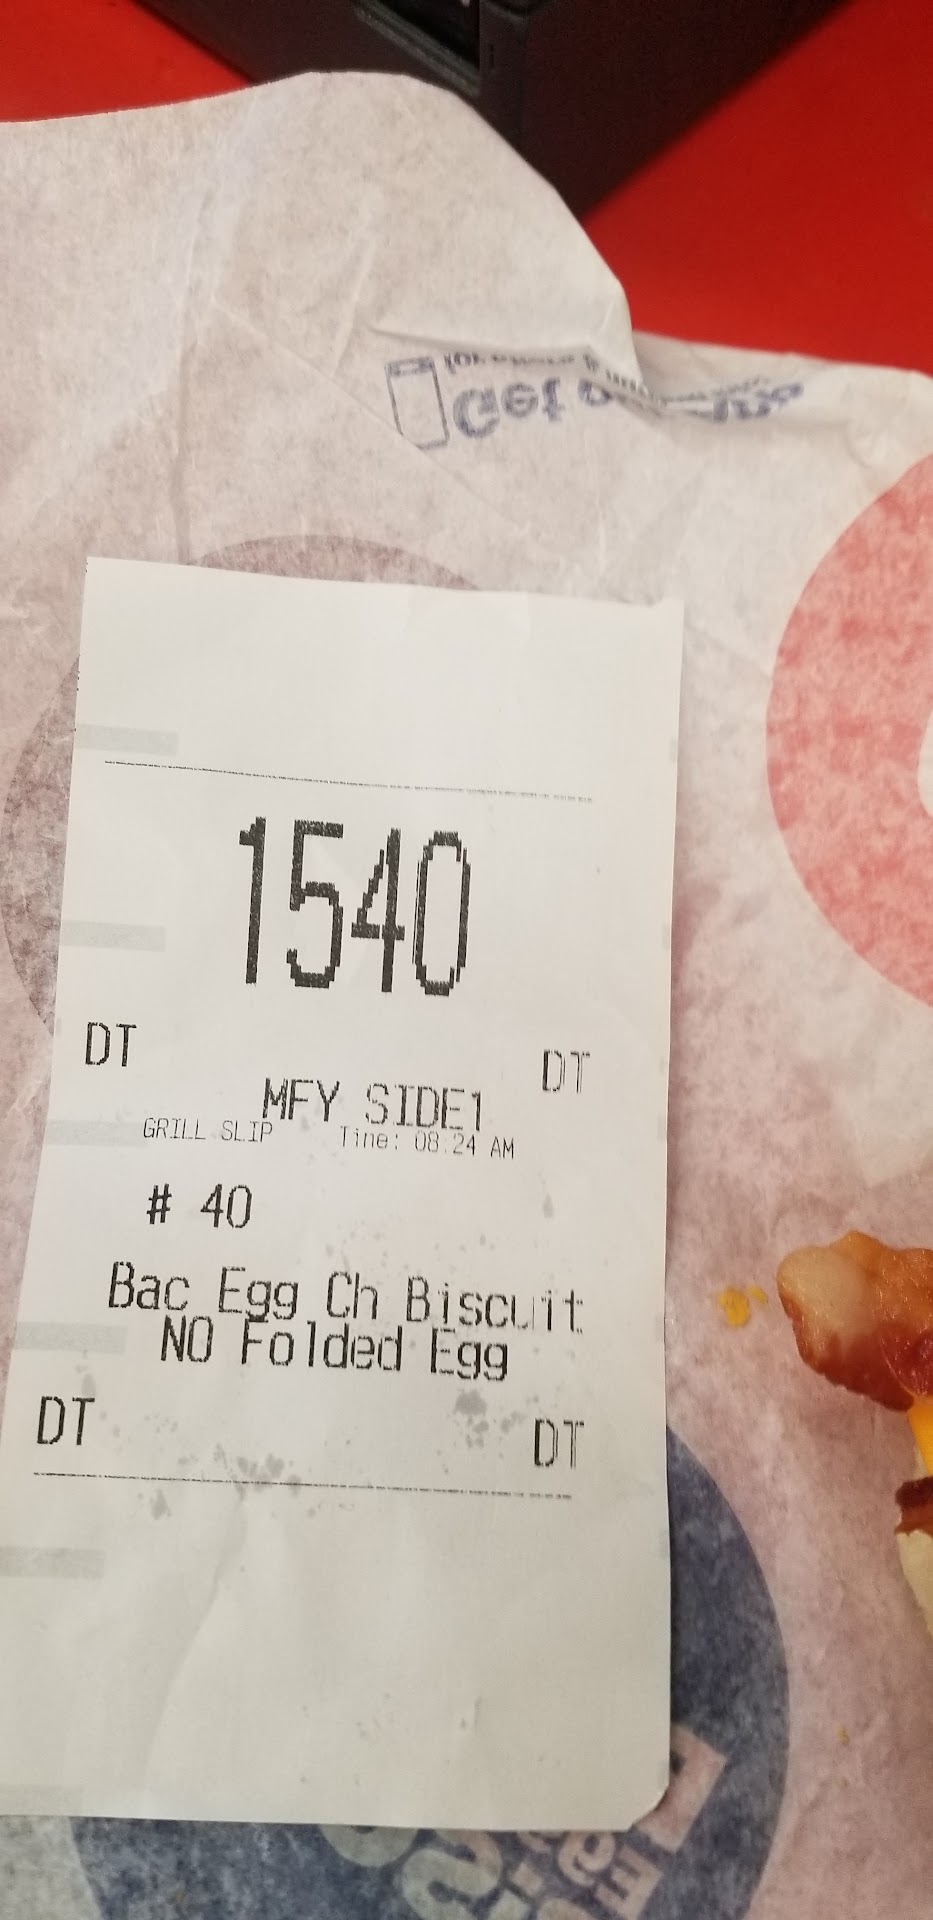 Get
1540
DT DT
MFY SIDE1
GRILL SLIP Time: 08:24 AM
# 40
Bac Egg Ch Biscuit
NO Folded Egg
DT DT